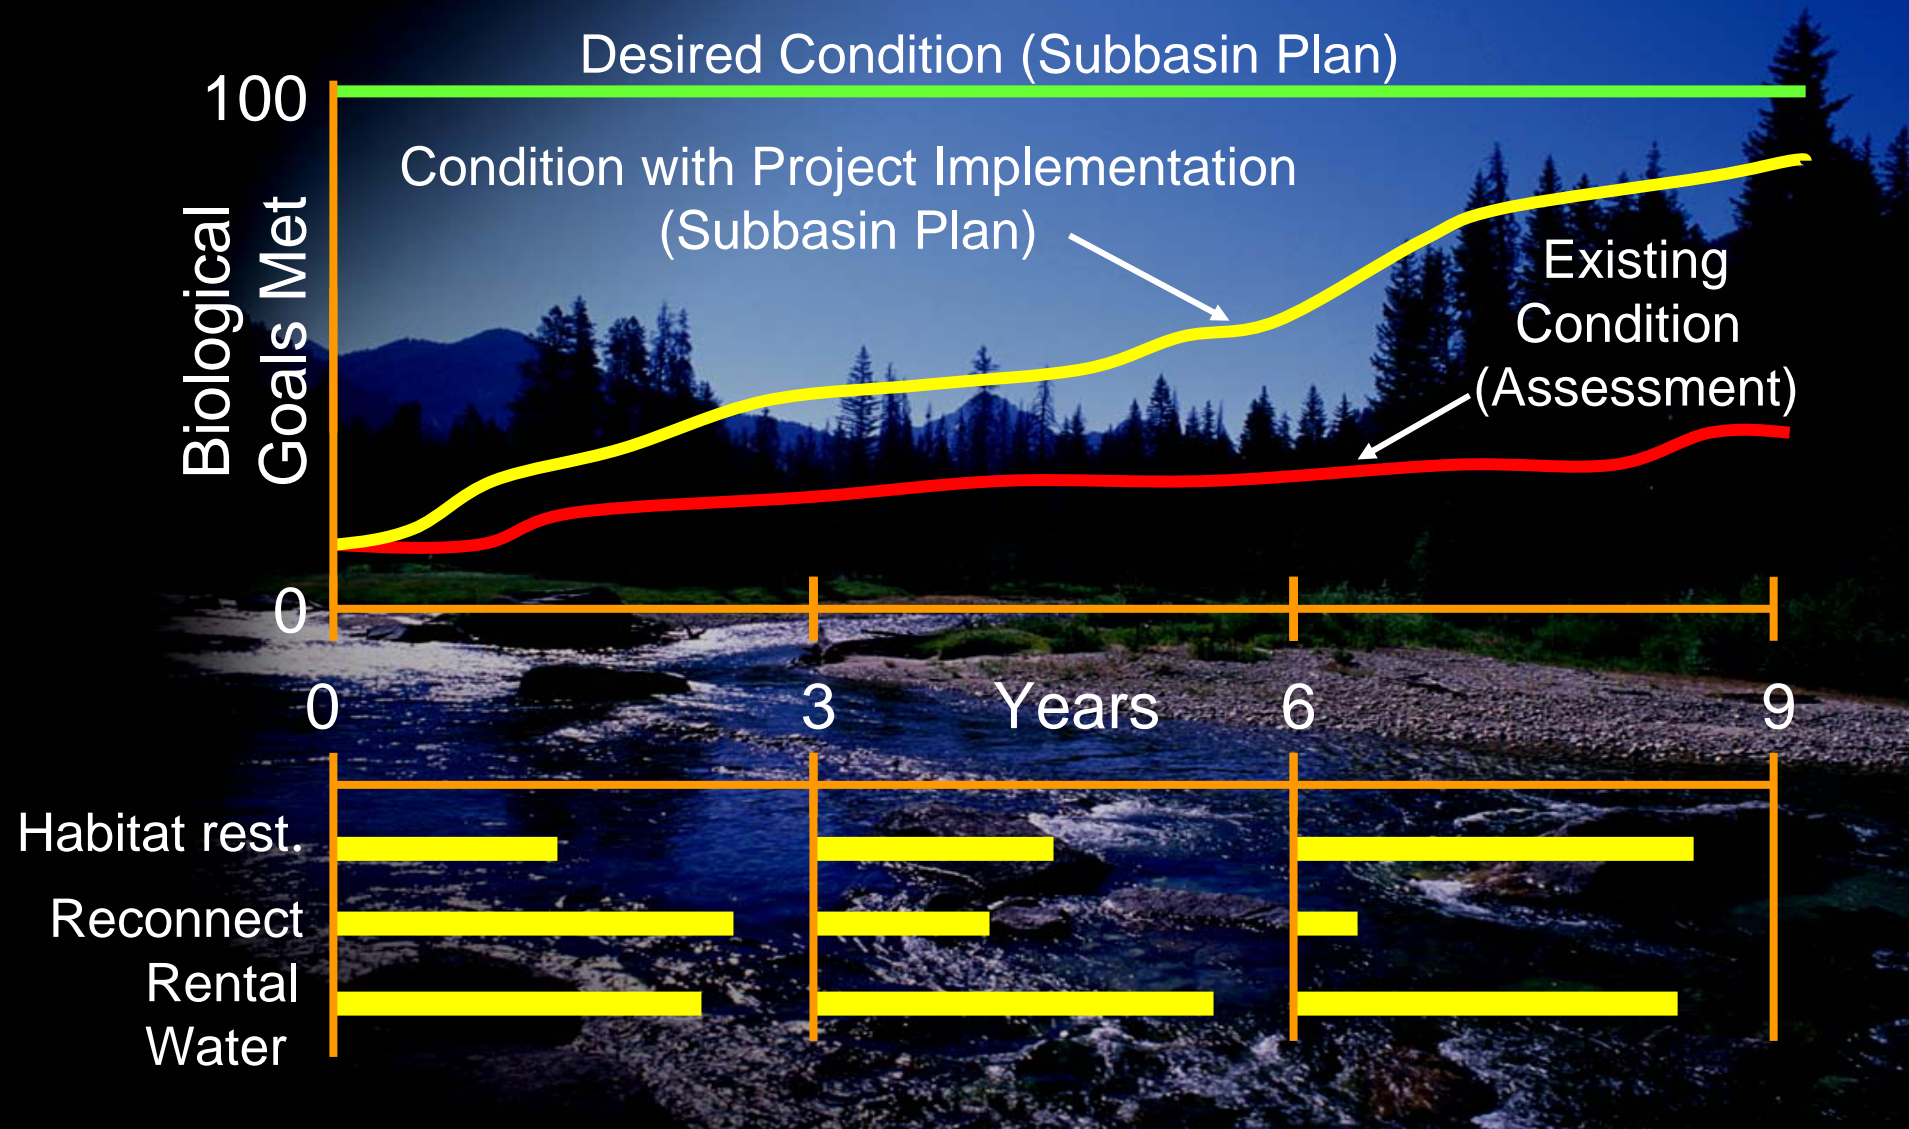 Desired Condition (Subbasin Plan)
100
Condition with Project Implementation
(Subbasin Plan)
Biological
Goals Met
Existing
Condition
(Assessment)
0
0
3
Years
6
9
Habitat rest.
Reconnect
Rental
Water